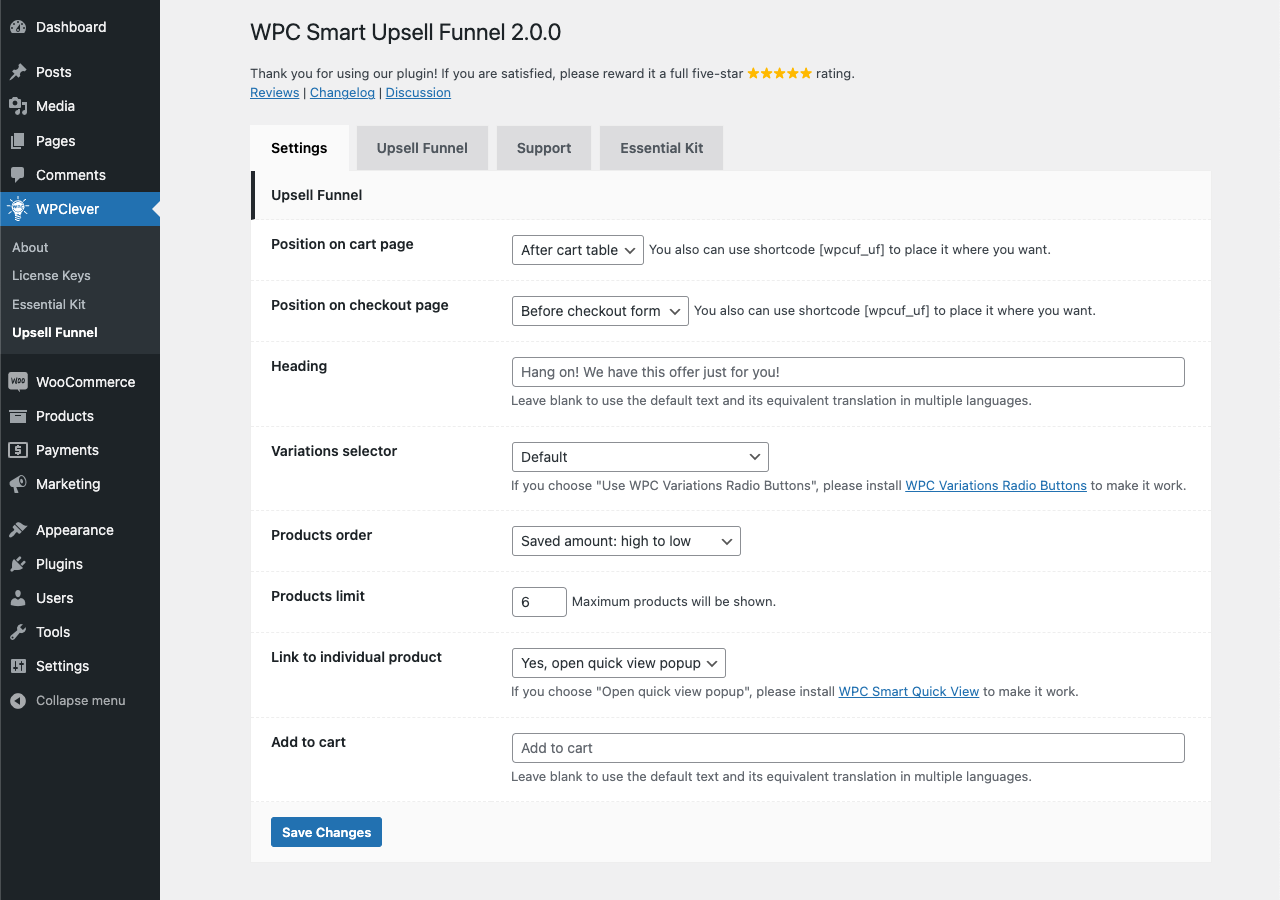 Dashboard
Posts
Media
Pages
Comments
WPClever
About
License Keys
Essential Kit
Upsell Funnel
WOO WooCommerce
Products
Payments
Marketing
Appearance
Plugins
Users
Tools
Settings
Collapse menu
WPC Smart Upsell Funnel 2.0.0
Thank you for using our plugin! If you are satisfied, please reward it a full five-star ★★★★★ rating.
Reviews | Changelog | Discussion
Settings Upsell Funnel Support Essential Kit
Upsell Funnel
Position on cart page After cart table You also can use shortcode [wpcuf_uf] to place it where you want.
Position on checkout page Before checkout form You also can use shortcode [wpcuf_uf] to place it where you want.
Heading Hang on! We have this offer just for you!
Leave blank to use the default text and its equivalent translation in multiple languages.
Variations selector Default
If you choose "Use WPC Variations Radio Buttons", please install WPC Variations Radio Buttons to make it work.
Products order Saved amount: high to low
Products limit 6 Maximum products will be shown.
Link to individual product Yes, open quick view popup
If you choose "Open quick view popup", please install WPC Smart Quick View to make it work.
Add to cart Add to cart
Leave blank to use the default text and its equivalent translation in multiple languages.
Save Changes